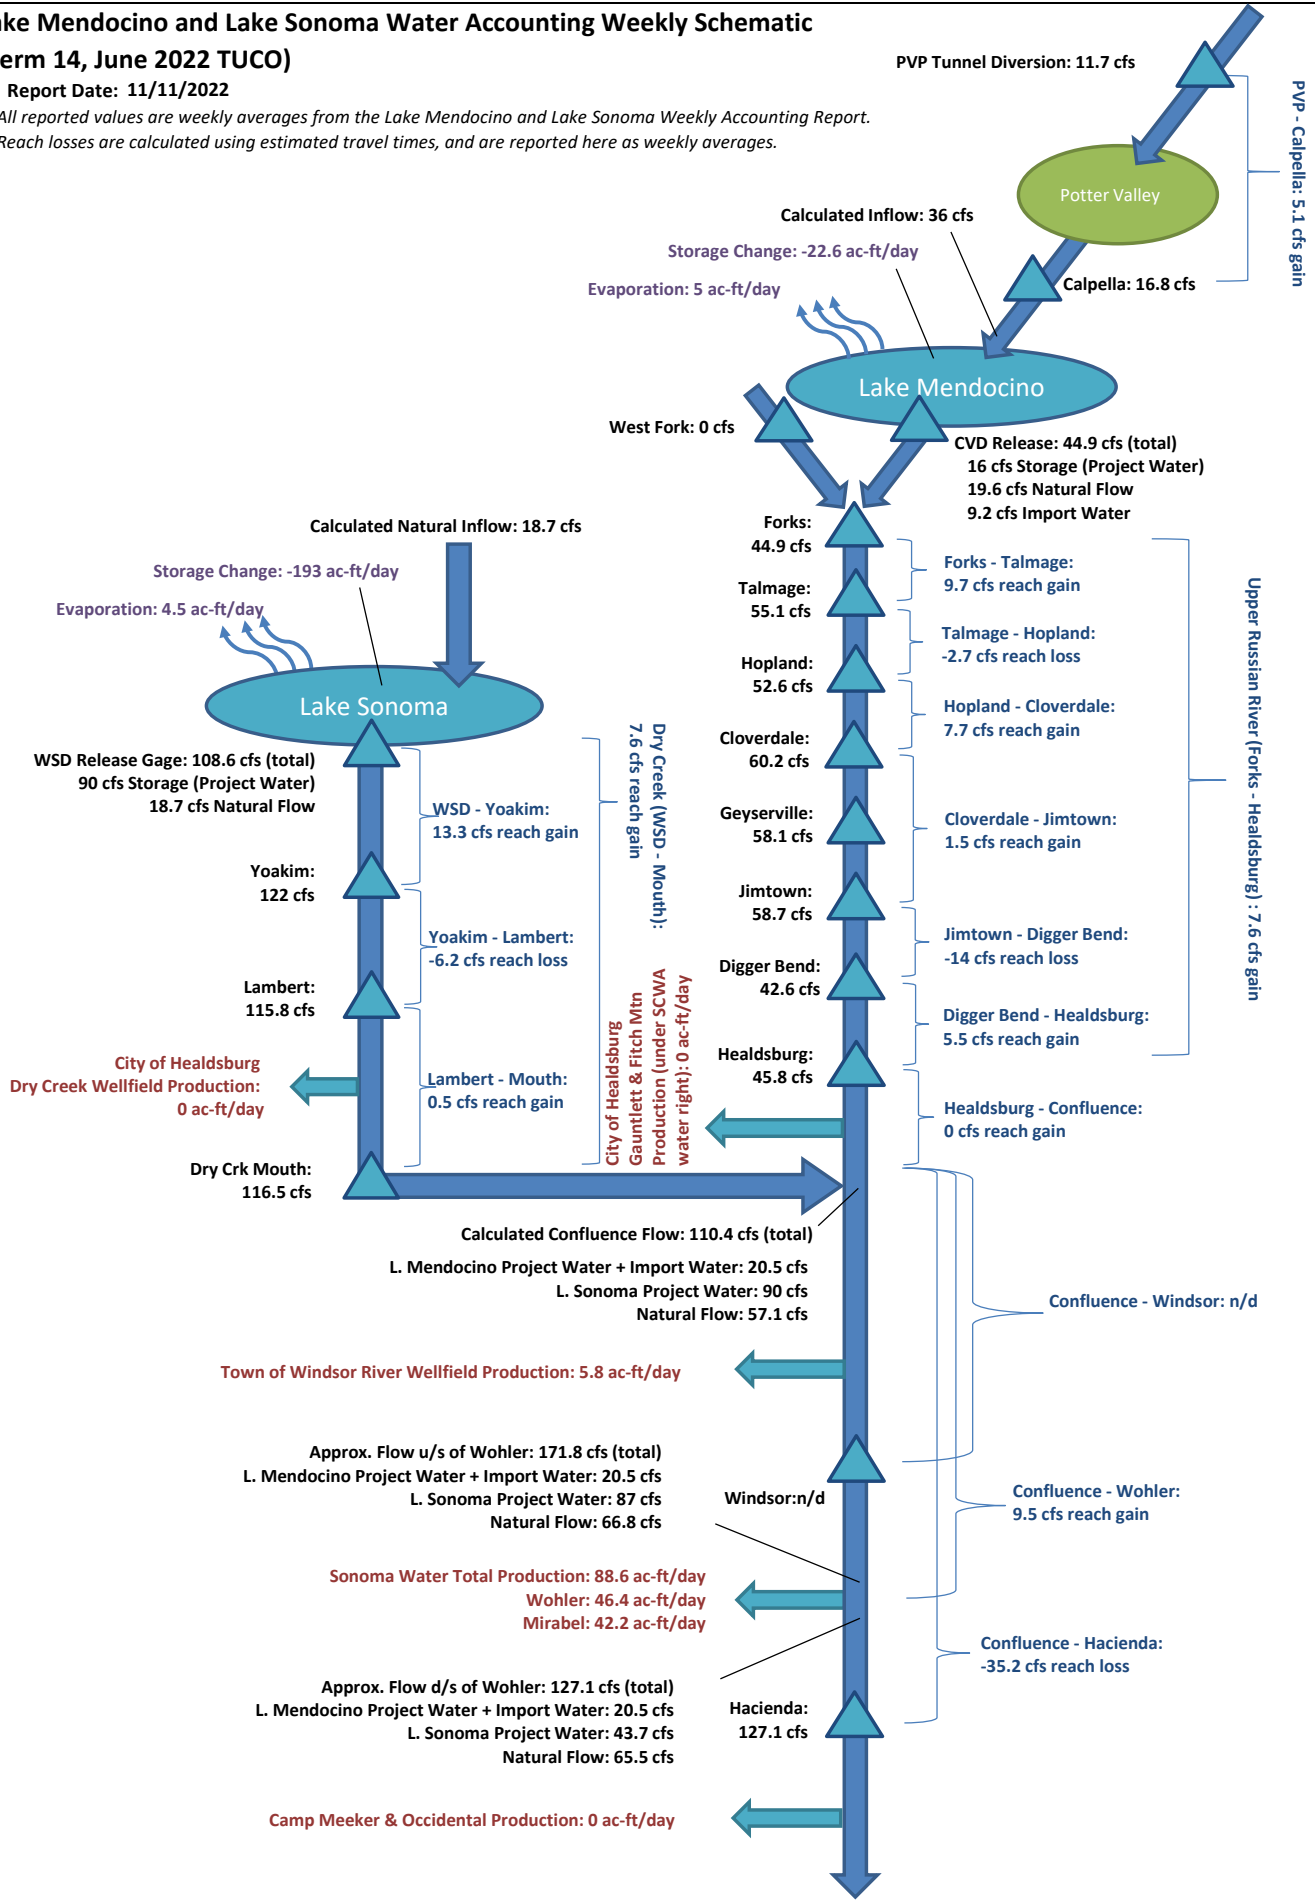 ake Mendocino and Lake Sonoma Water Accounting Weekly Schematic
erm 14, June 2022 TUCO)
Report Date: 11/11/2022
All reported values are weekly averages from the Lake Mendocino and Lake Sonoma Weekly Accounting Report.
Reach losses are calculated using estimated travel times, and are reported here as weekly averages.
PVP Tunnel Diversion: 11.7 cfs
PVP - Calpella: 5.1 cfs gain
Potter Valley
Calculated Inflow: 36 cfs
Storage Change: -22.6 ac-ft/day
Evaporation: 5 ac-ft/day
Calpella: 16.8 cfs
Lake Mendocino
West Fork: 0 cfs
CVD Release: 44.9 cfs (total)
16 cfs Storage (Project Water)
19.6 cfs Natural Flow
9.2 cfs Import Water
Calculated Natural Inflow: 18.7 cfs
Storage Change: -193 ac-ft/day
Evaporation: 4.5 ac-ft/day
Lake Sonoma
WSD Release Gage: 108.6 cfs (total)
90 cfs Storage (Project Water)
18.7 cfs Natural Flow
WSD - Yoakim:
13.3 cfs reach gain
Yoakim:
122 cfs
Yoakim - Lambert:
-6.2 cfs reach loss
Lambert:
115.8 cfs
City of Healdsburg
Dry Creek Wellfield Production:
0 ac-ft/day
Lambert - Mouth:
0.5 cfs reach gain
Dry Crk Mouth:
116.5 cfs
Dry Creek (WSD - Mouth):
7.6 cfs reach gain
City of Healdsburg
Gauntlett & Fitch Mtn
Production (under SCWA
water right): 0 ac-ft/day
Forks:
44.9 cfs
Forks - Talmage:
9.7 cfs reach gain
Talmage:
55.1 cfs
Talmage - Hopland:
-2.7 cfs reach loss
Hopland:
52.6 cfs
Hopland - Cloverdale:
7.7 cfs reach gain
Cloverdale:
60.2 cfs
Geyserville:
58.1 cfs
Cloverdale - Jimtown:
1.5 cfs reach gain
Jimtown:
58.7 cfs
Jimtown - Digger Bend:
-14 cfs reach loss
Digger Bend:
42.6 cfs
Digger Bend - Healdsburg:
5.5 cfs reach gain
Healdsburg:
45.8 cfs
Healdsburg - Confluence:
0 cfs reach gain
Upper Russian River (Forks - Healdsburg) : 7.6 cfs gain
Calculated Confluence Flow: 110.4 cfs (total)
L. Mendocino Project Water + Import Water: 20.5 cfs
L. Sonoma Project Water: 90 cfs
Natural Flow: 57.1 cfs
Confluence - Windsor: n/d
Town of Windsor River Wellfield Production: 5.8 ac-ft/day
Approx. Flow u/s of Wohler: 171.8 cfs (total)
L. Mendocino Project Water + Import Water: 20.5 cfs
L. Sonoma Project Water: 87 cfs
Natural Flow: 66.8 cfs
Windsor:n/d
Confluence - Wohler:
9.5 cfs reach gain
Sonoma Water Total Production: 88.6 ac-ft/day
Wohler: 46.4 ac-ft/day
Mirabel: 42.2 ac-ft/day
Confluence - Hacienda:
-35.2 cfs reach loss
Approx. Flow d/s of Wohler: 127.1 cfs (total)
L. Mendocino Project Water + Import Water: 20.5 cfs
L. Sonoma Project Water: 43.7 cfs
Natural Flow: 65.5 cfs
Hacienda:
127.1 cfs
Camp Meeker & Occidental Production: 0 ac-ft/day